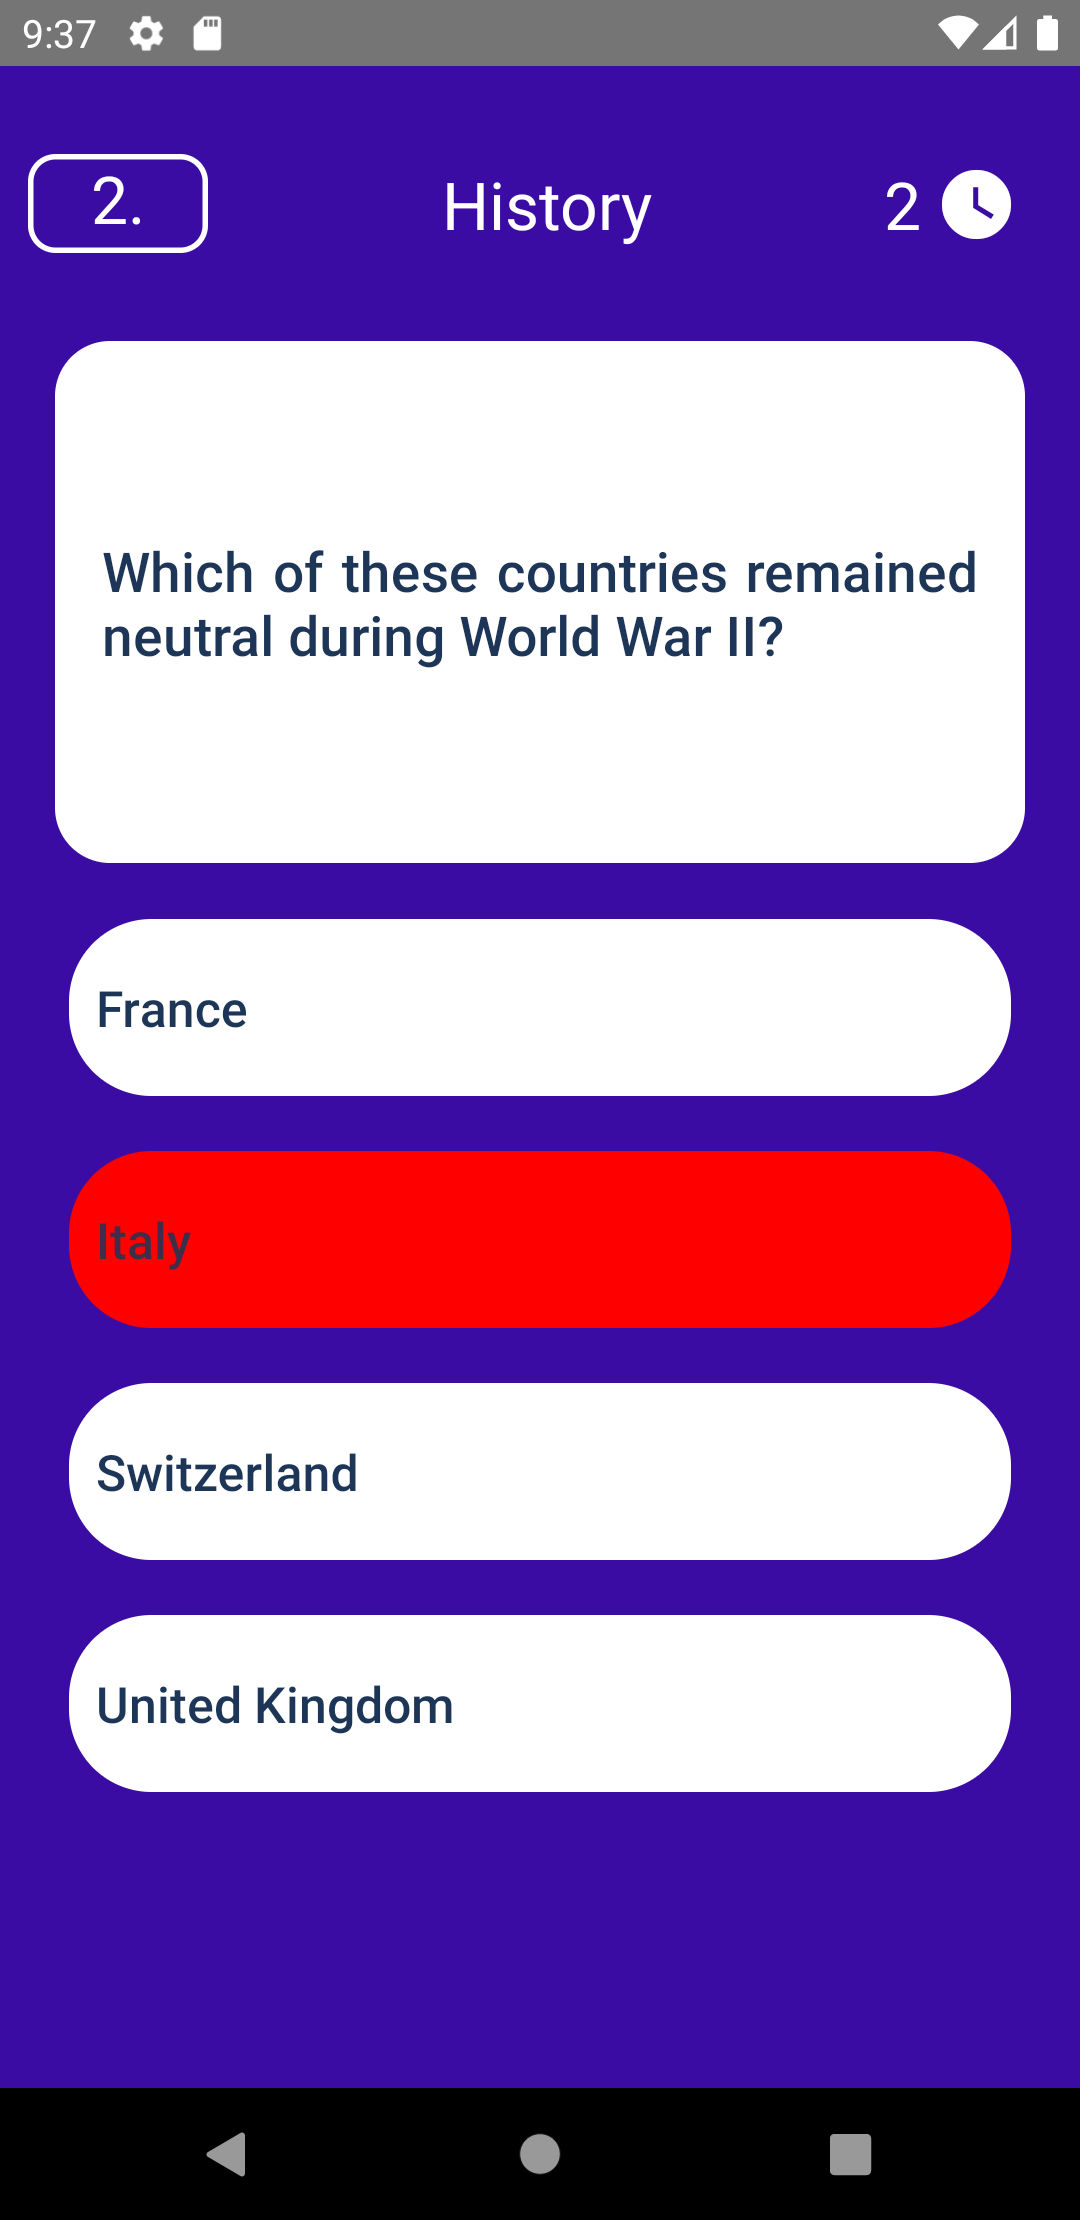 9:37
2.
History
2
Which of these countries remained
neutral during World War II?
France
Italy
Switzerland
United Kingdom